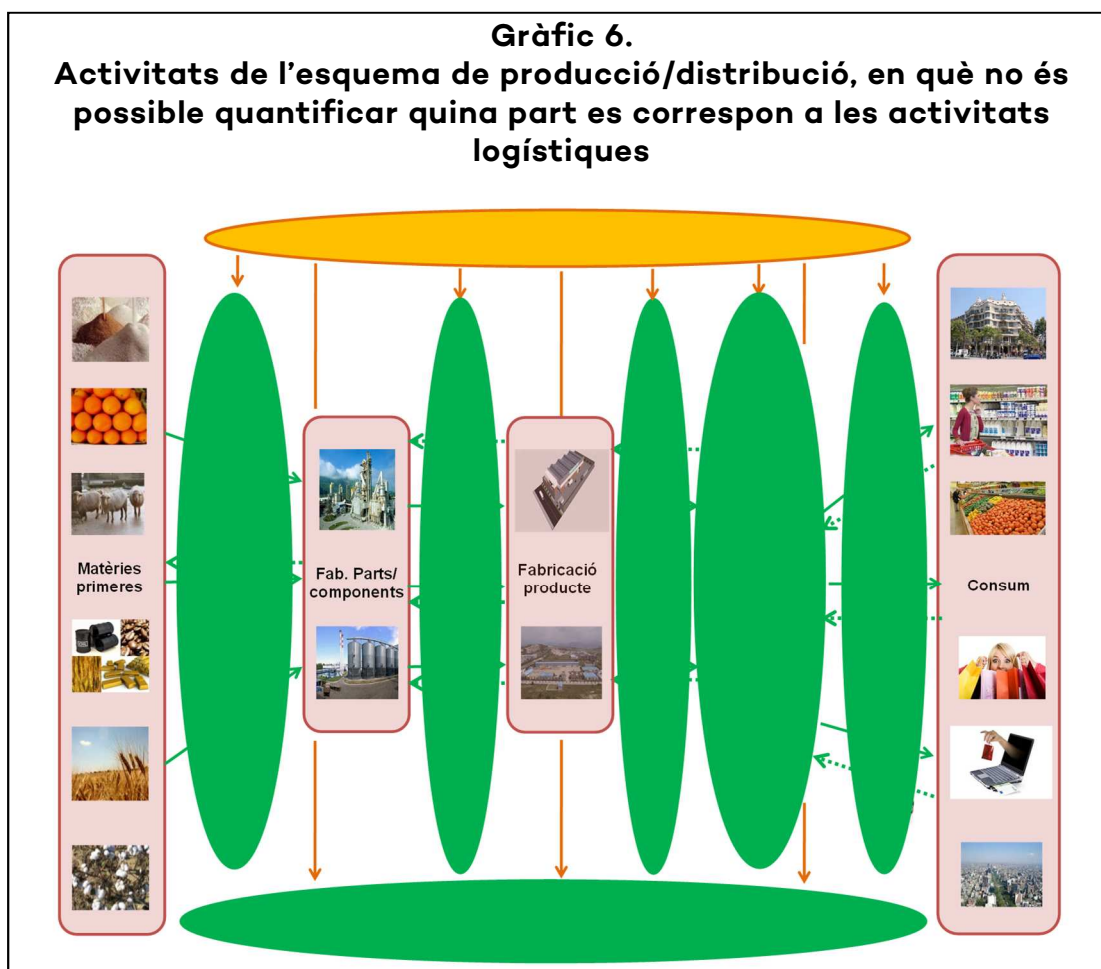 Gràfic 6.
Activitats de l’esquema de producció/distribució, en què no és
possible quantificar quina part es correspon a les activitats
logístiques
Matèries
primeres
Fab. Parts/
components
Fabricació
producte
Consum